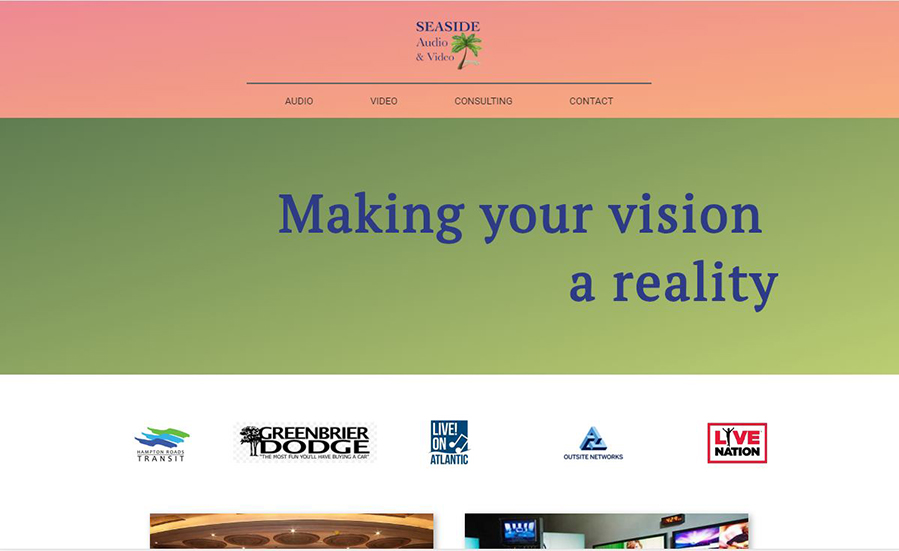 SEASIDE
Audio
& Video
AUDIO VIDEO CONSULTING CONTACT
Making your vision
a reality
HAMPTON ROADS
TRANSIT
GREENBRIER
DODGE
"THE MOST FUN YOU'LL HAVE BUYING A CAR"
LIVE!
ON
ATLANTIC
OUTSITE NETWORKS
LIVE
NATION